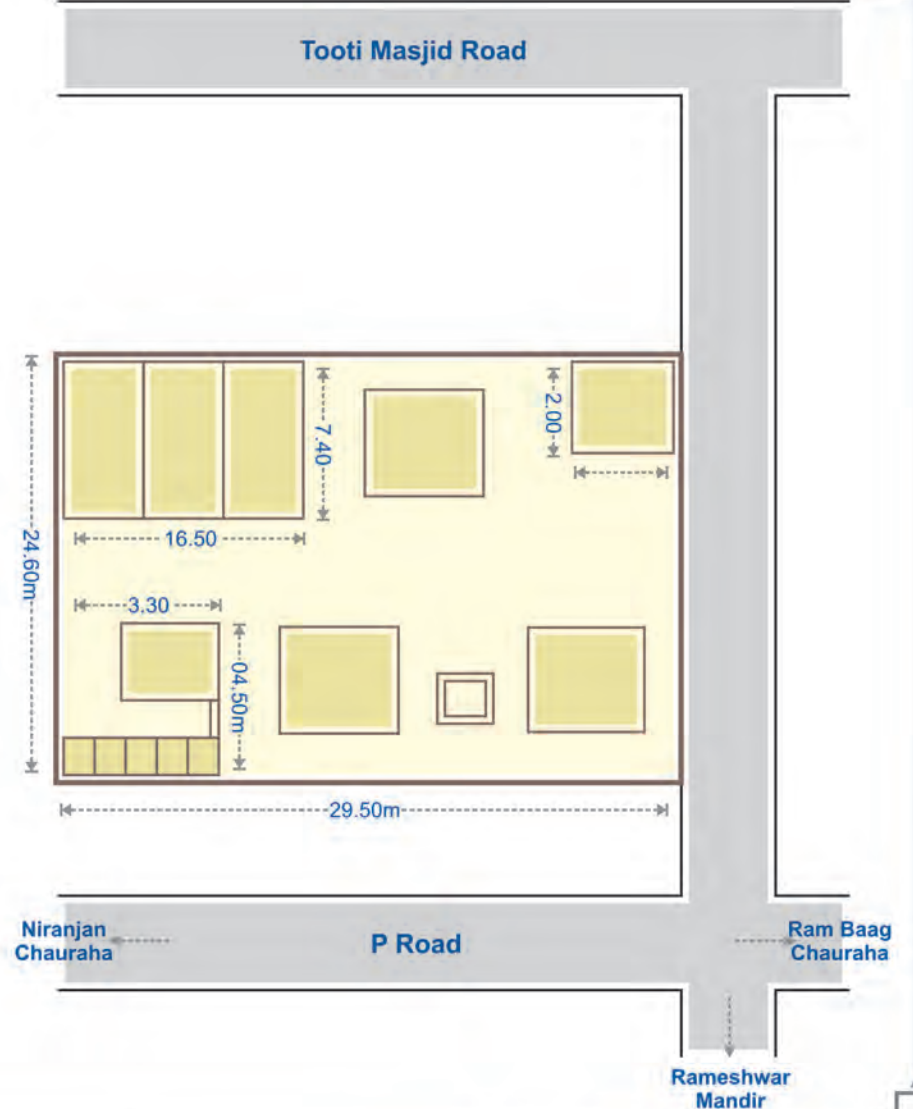 Tooti Masjid Road
2.00
7.40
16.50
24.60m
3.30
04.50m
29.50m
Niranjan
Chauraha
P Road
Ram Baag
Chauraha
Rameshwar
Mandir